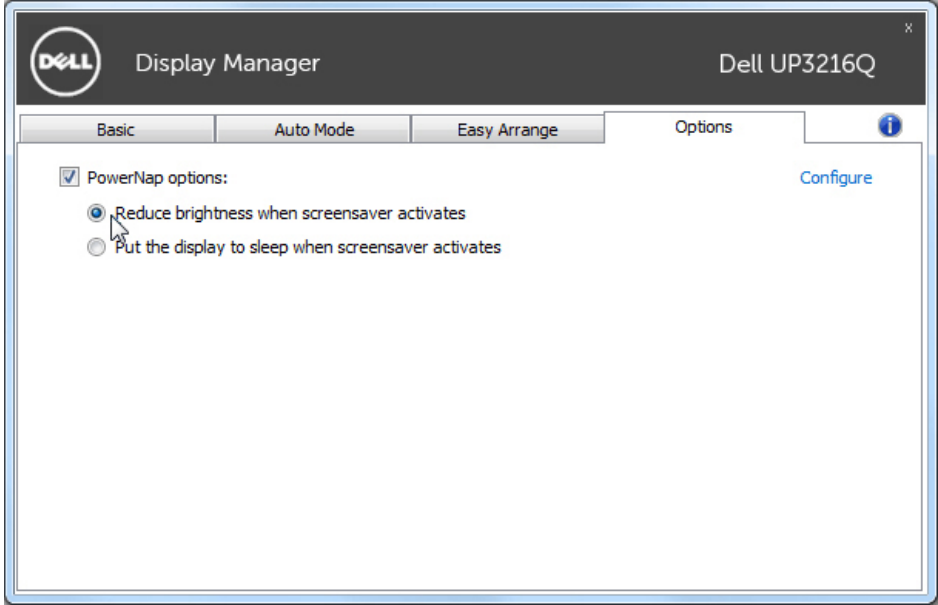 DELL
Display Manager
Dell UP3216Q
x
Basic
Auto Mode
Easy Arrange
Options
i
PowerNap options:
Configure
Reduce brightness when screensaver activates
Put the display to sleep when screensaver activates